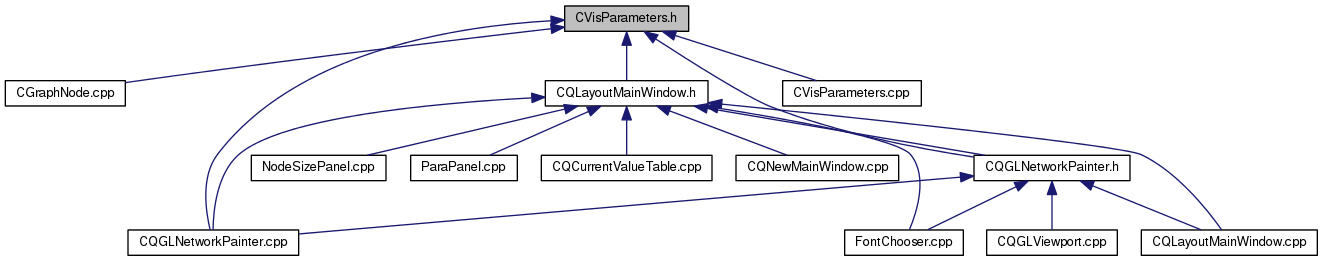 CVisParameters.h
CGraphNode.cpp
CQLayoutMainWindow.h
CVisParameters.cpp
NodeSizePanel.cpp
ParaPanel.cpp
CQCurrentValueTable.cpp
CQNewMainWindow.cpp
CQGLNetworkPainter.h
CQGLNetworkPainter.cpp
FontChooser.cpp
CQGLViewport.cpp
CQLayoutMainWindow.cpp